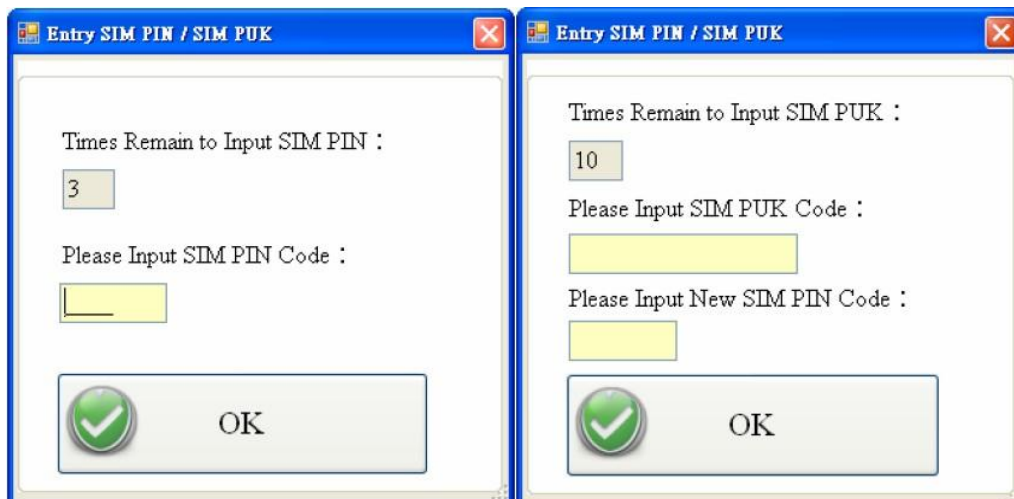 Entry SIM PIN / SIM PUK
Times Remain to Input SIM PIN：
3
Please Input SIM PIN Code：
OK
Entry SIM PIN / SIM PUK
Times Remain to Input SIM PUK：
10
Please Input SIM PUK Code：
Please Input New SIM PIN Code：
OK